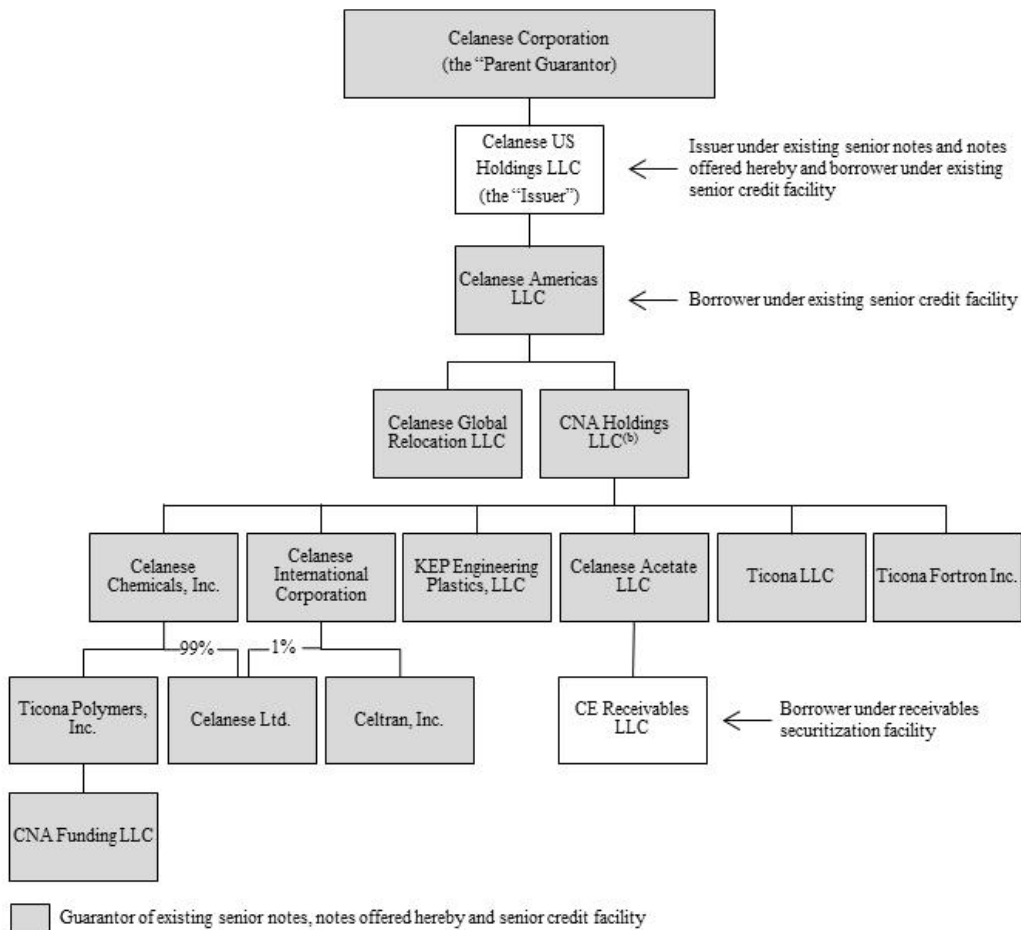 Celanese Corporation
(the “Parent Guarantor)
Celanese US
Holdings LLC
(the “Issuer”)
Issuer under existing senior notes and notes
offered hereby and borrower under existing
senior credit facility
Celanese Americas
LLC
Borrower under existing senior credit facility
Celanese Global
Relocation LLC
CNA Holdings
LLC(b)
Celanese
Chemicals, Inc.
Celanese
International
Corporation
KEP Engineering
Plastics, LLC
Celanese Acetate
LLC
Ticona LLC
Ticona Fortron Inc.
99%
1%
Ticona Polymers,
Inc.
Celanese Ltd.
Celtran, Inc.
CE Receivables
LLC
Borrower under receivables
securitization facility
CNA Funding LLC
Guarantor of existing senior notes, notes offered hereby and senior credit facility